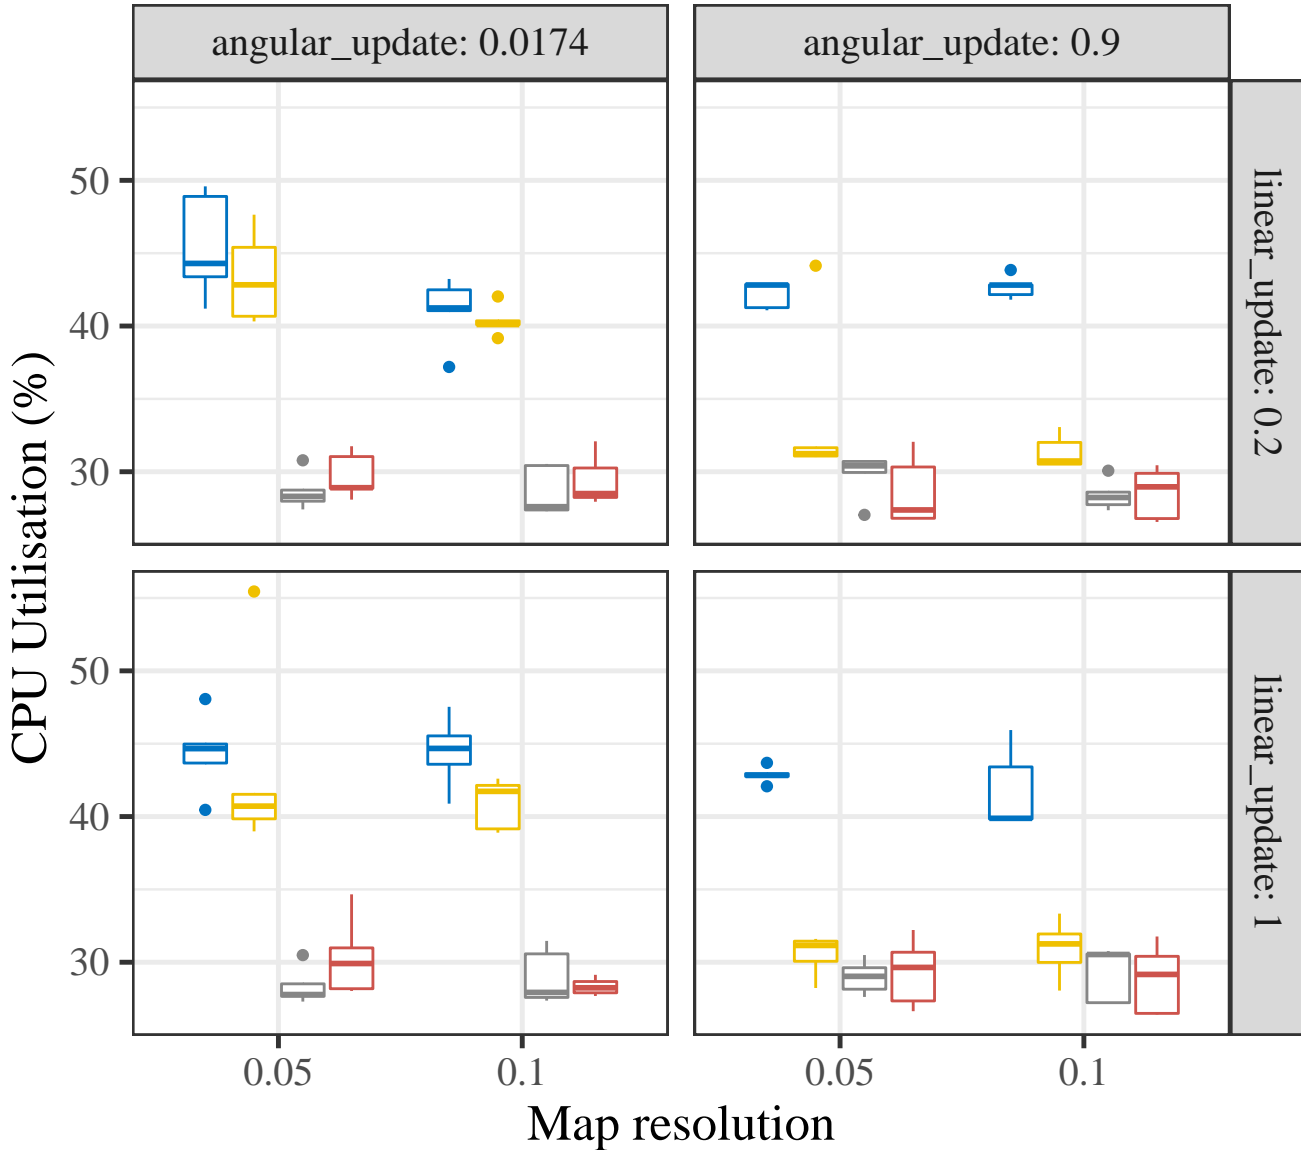 angular_update: 0.0174
angular_update: 0.9
50
40
30
linear_update: 0.2
50
40
30
linear_update: 1
CPU Utilisation (%)
0.05
0.1
0.05
0.1
Map resolution